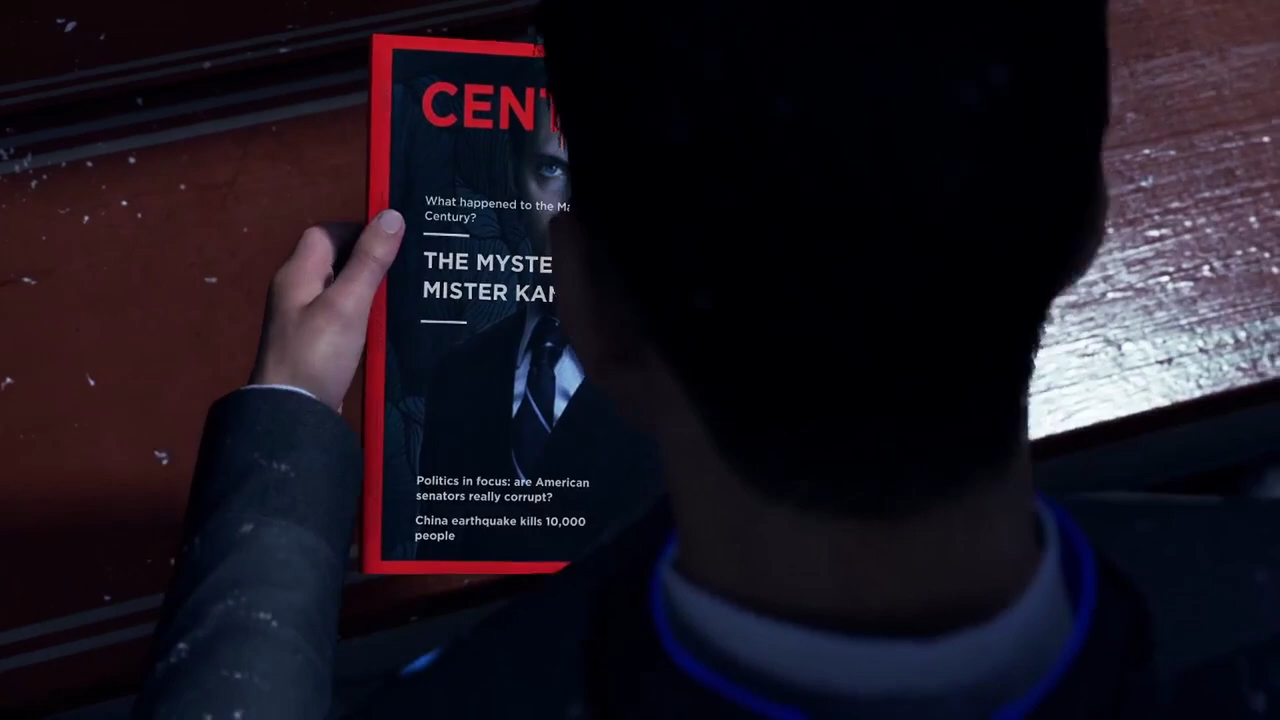 CENT
What happened to the Ma
Century?
THE MYSTE
MISTER KAM
Politics in focus: are American
senators really corrupt?
China earthquake kills 10,000
people